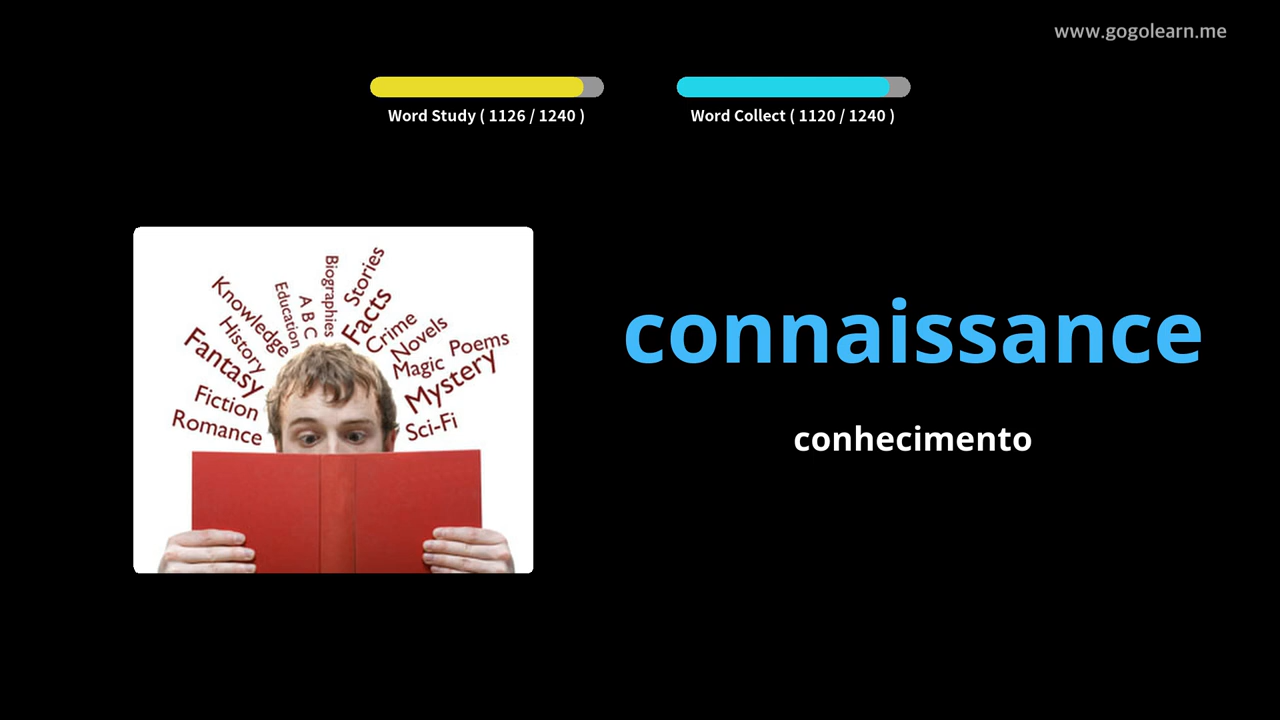 www.gogolearn.me
Word Study ( 1126 / 1240 )
Word Collect ( 1120 / 1240 )
connaissance
conhecimento
Knowledge
Education
A B C
Biographies
Stories
Facts
History
Crime
Novels
Poems
Fantasy
Magic
Mystery
Fiction
Romance
Sci-Fi